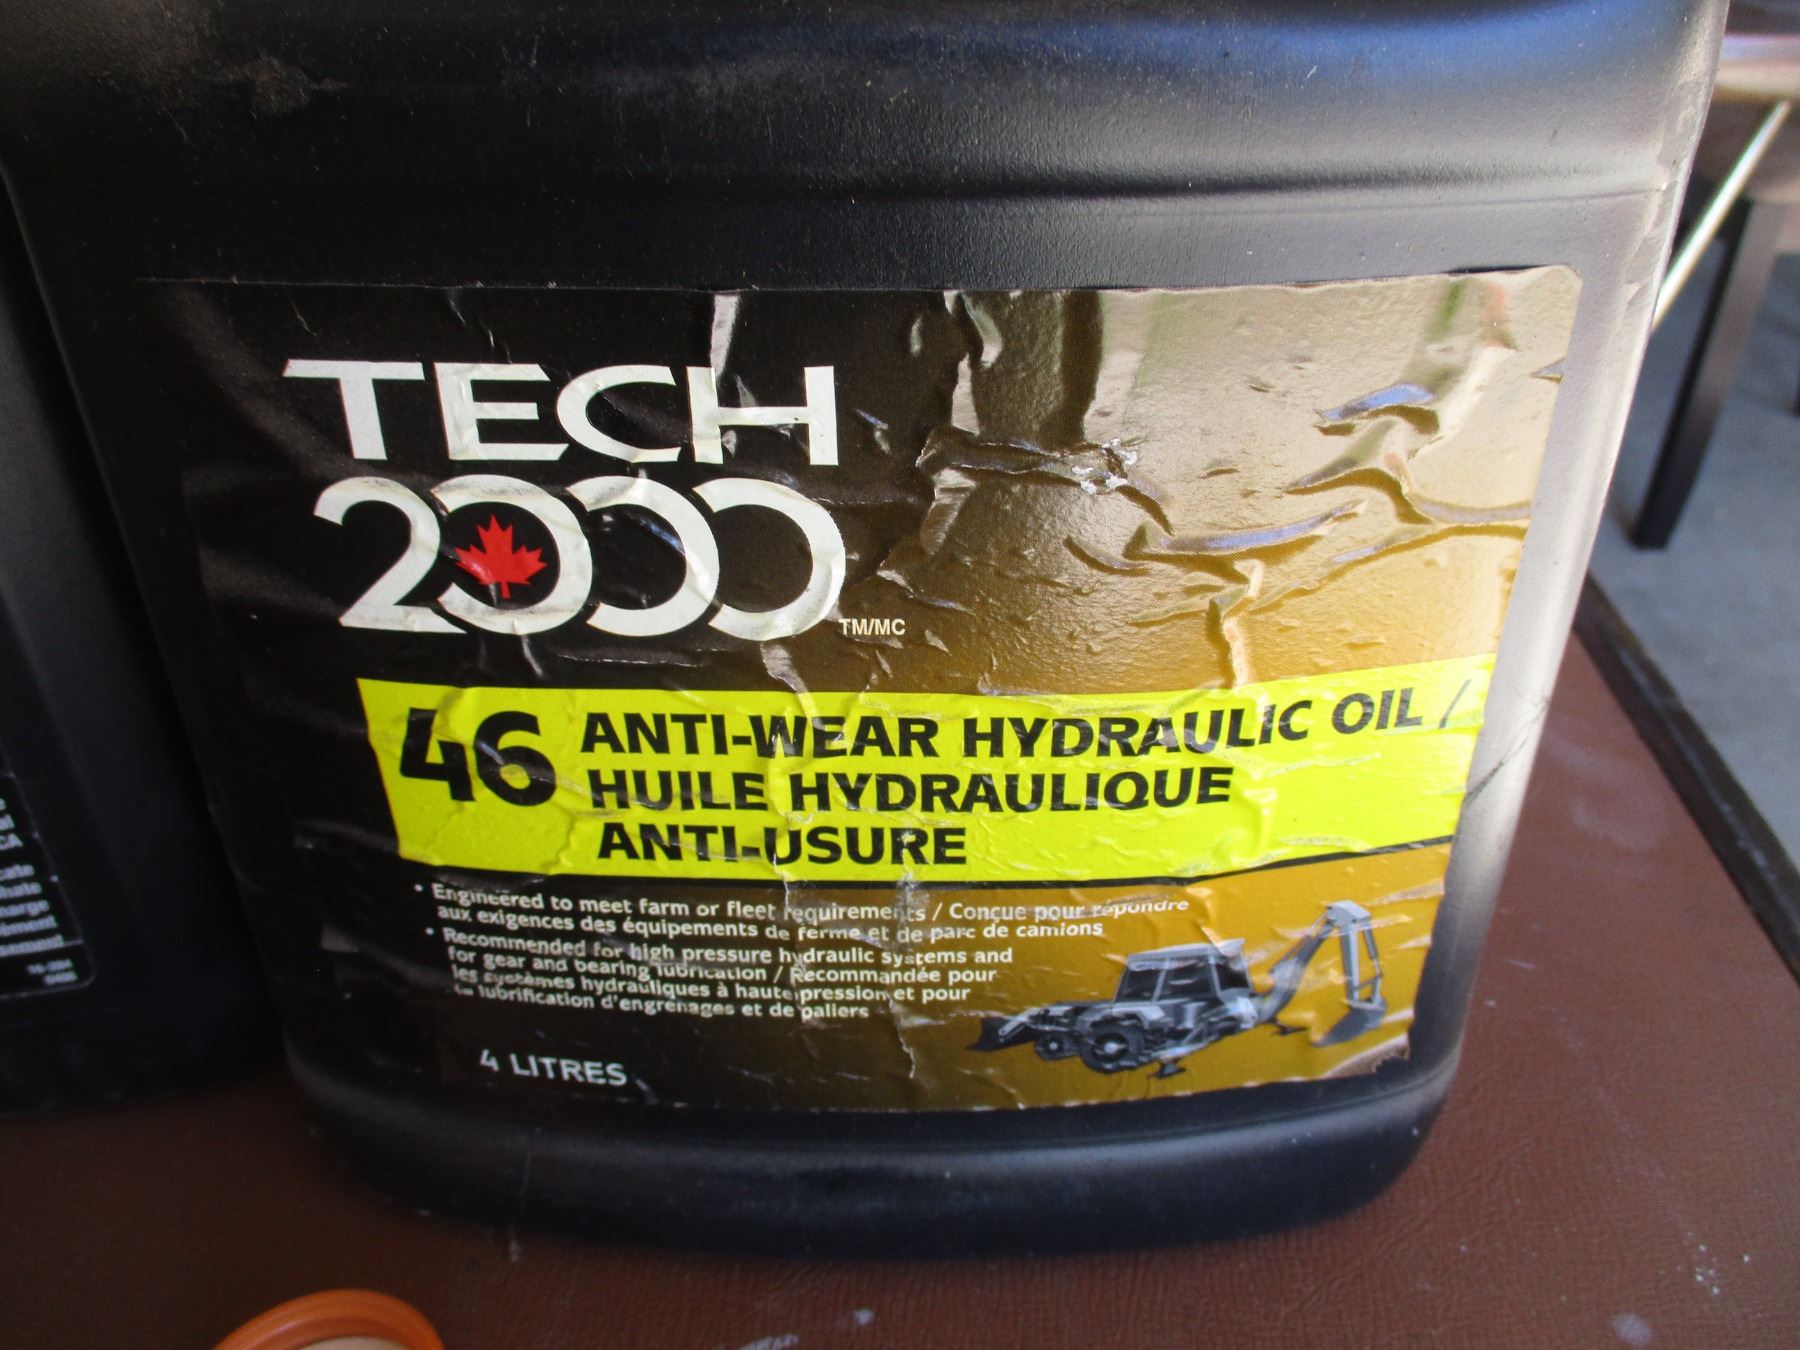 TECH
2000
TM/MC
46 ANTI-WEAR HYDRAULIC OIL /
HUILE HYDRAULIQUE
ANTI-USURE
• Engineered to meet farm or fleet requirements / Conçue pour répondre
aux exigences des équipements de ferme et de parc de camions
• Recommended for high pressure hydraulic systems and
for gear and bearing lubrication / Recommandée pour
les systèmes hydrauliques à haute pression et pour
la lubrification d'engrenages et de paliers
4 LITRES
CA